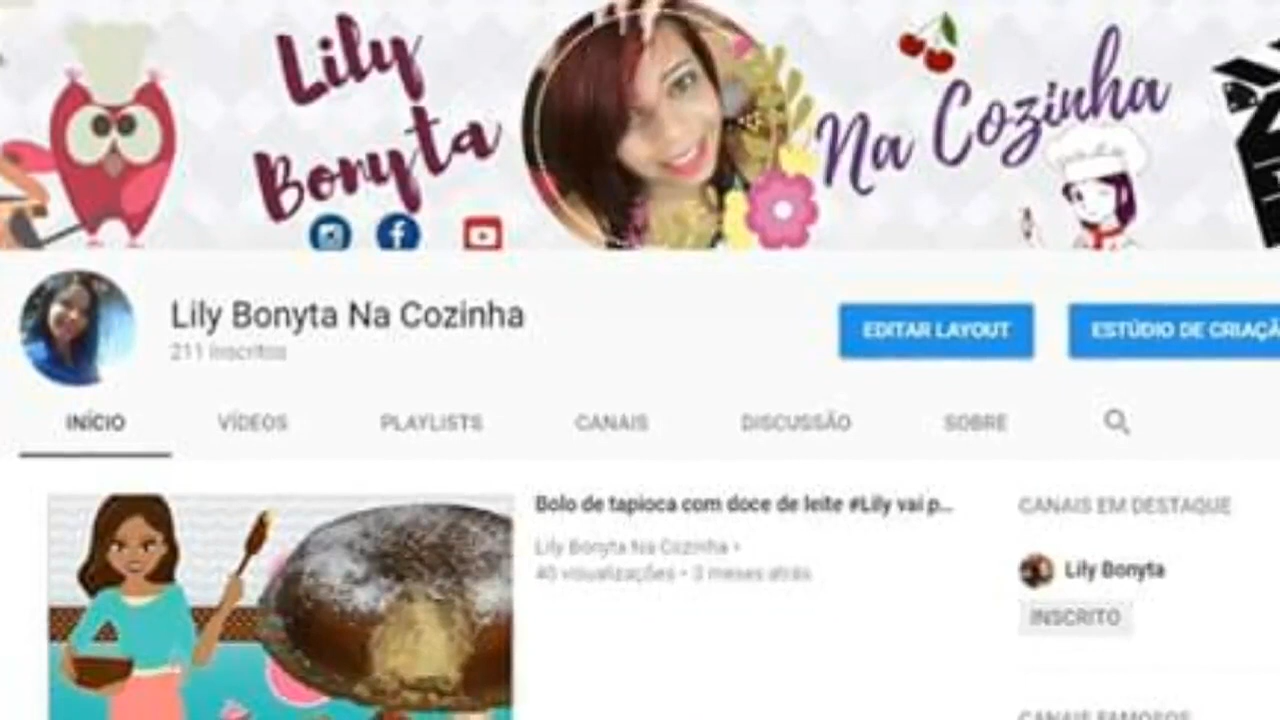 Lily
Bonyta
Na Cozinha
Lily Bonyta Na Cozinha
211 inscritos
EDITAR LAYOUT
ESTÚDIO DE CRIAÇÃ
INÍCIO
VÍDEOS
PLAYLISTS
CANAIS
DISCUSSÃO
SOBRE
Bolo de tapioca com doce de leite #Lily vai p...
Lily Bonyta Na Cozinha •
40 visualizações • 3 meses atrás
CANAIS EM DESTAQUE
Lily Bonyta
INSCRITO
CANAIS FAMOSOS